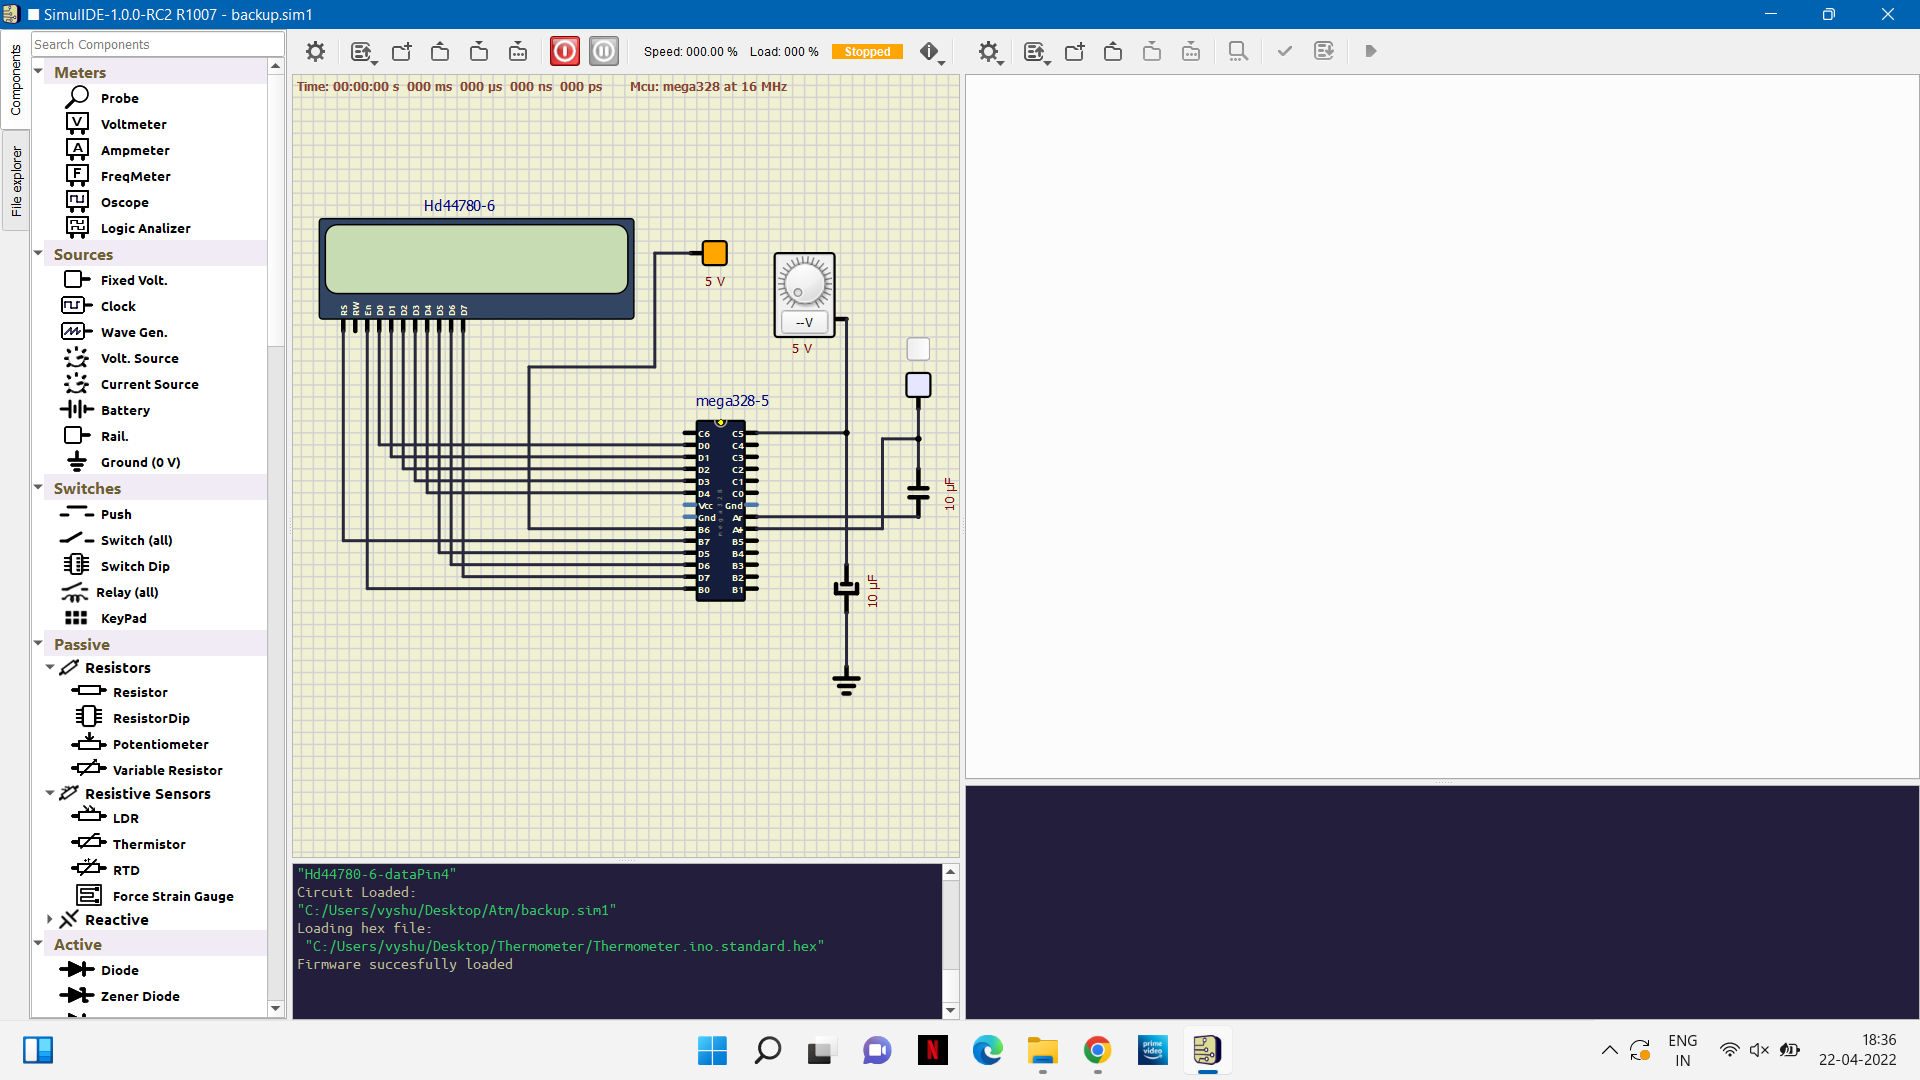 SimulIDE-1.0.0-RC2 R1007 - backup.sim1
Components
File explorer
Search Components
Meters
Probe
Voltmeter
Ampmeter
FreqMeter
Oscope
Logic Analizer
Sources
Fixed Volt.
Clock
Wave Gen.
Volt. Source
Current Source
Battery
Rail.
Ground (0 V)
Switches
Push
Switch (all)
Switch Dip
Relay (all)
KeyPad
Passive
Resistors
Resistor
ResistorDip
Potentiometer
Variable Resistor
Resistive Sensors
LDR
Thermistor
RTD
Force Strain Gauge
Reactive
Active
Diode
Zener Diode
Speed: 000.00 % Load: 000 % Stopped
Time: 00:00:00 s 000 ms 000 µs 000 ns 000 ps Mcu: mega328 at 16 MHz
Hd44780-6
RS RW En D0 D1 D2 D3 D4 D5 D6 D7
5 V
--V
5 V
mega328-5
C6 C5
D0 C4
D1 C3
D2 C2
D3 C1
D4 C0
Vcc Gnd
Gnd Ar
B6 A+
B7 B5
D5 B4
D6 B3
D7 B2
B0 B1
mega328
10 µF
10 µF
"Hd44780-6-dataPin4"
Circuit Loaded:
"C:/Users/vyshu/Desktop/Atm/backup.sim1"
Loading hex file:
"C:/Users/vyshu/Desktop/Thermometer/Thermometer.ino.standard.hex"
Firmware succesfully loaded
N
prime
video
ENG
IN
18:36
22-04-2022